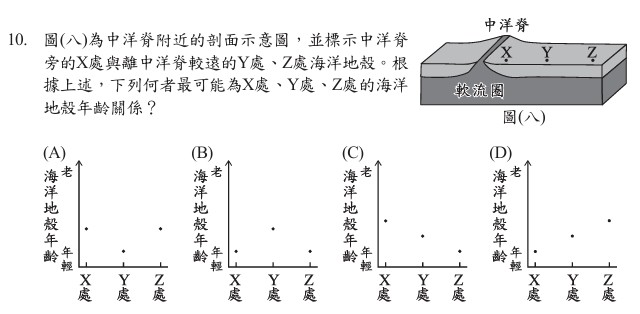 10. 圖(八)為中洋脊附近的剖面示意圖，並標示中洋脊
旁的X處與離中洋脊較遠的Y處、Z處海洋地殼。根
據上述，下列何者最可能為X處、Y處、Z處的海洋
地殼年齡關係？
中洋脊
X Y Z
軟流圈
圖(八)
(A)
海洋地殼年齡
老
年輕
X處 Y處 Z處
(B)
海洋地殼年齡
老
年輕
X處 Y處 Z處
(C)
海洋地殼年齡
老
年輕
X處 Y處 Z處
(D)
海洋地殼年齡
老
年輕
X處 Y處 Z處